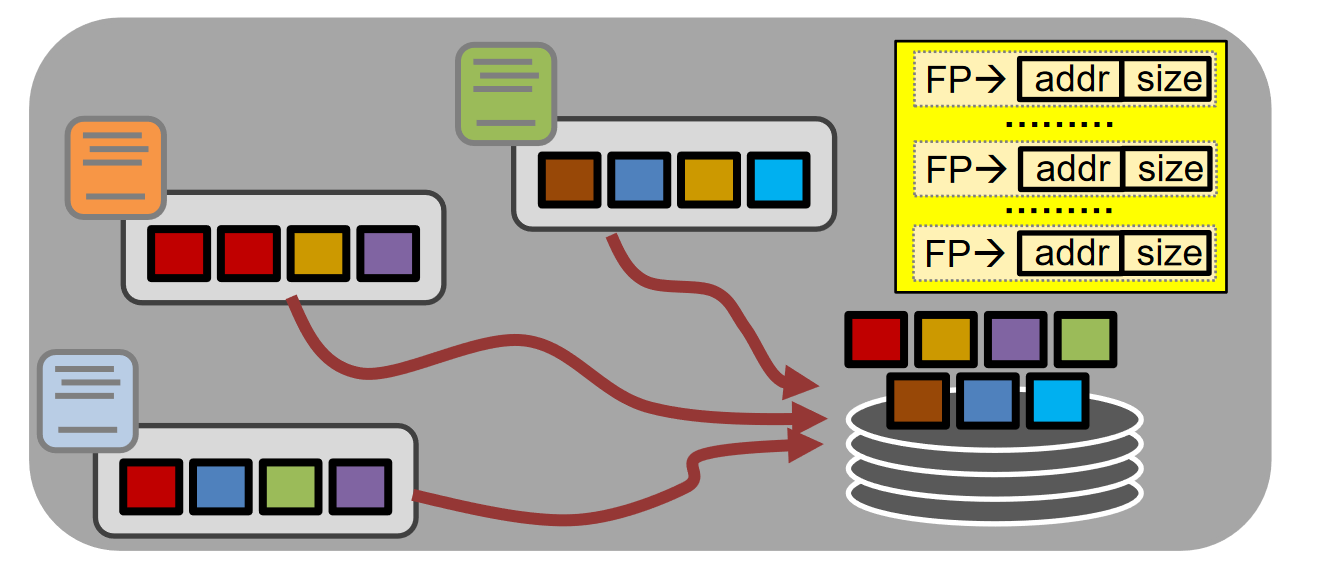 FP→ addr size
.........
FP→ addr size
.........
FP→ addr size